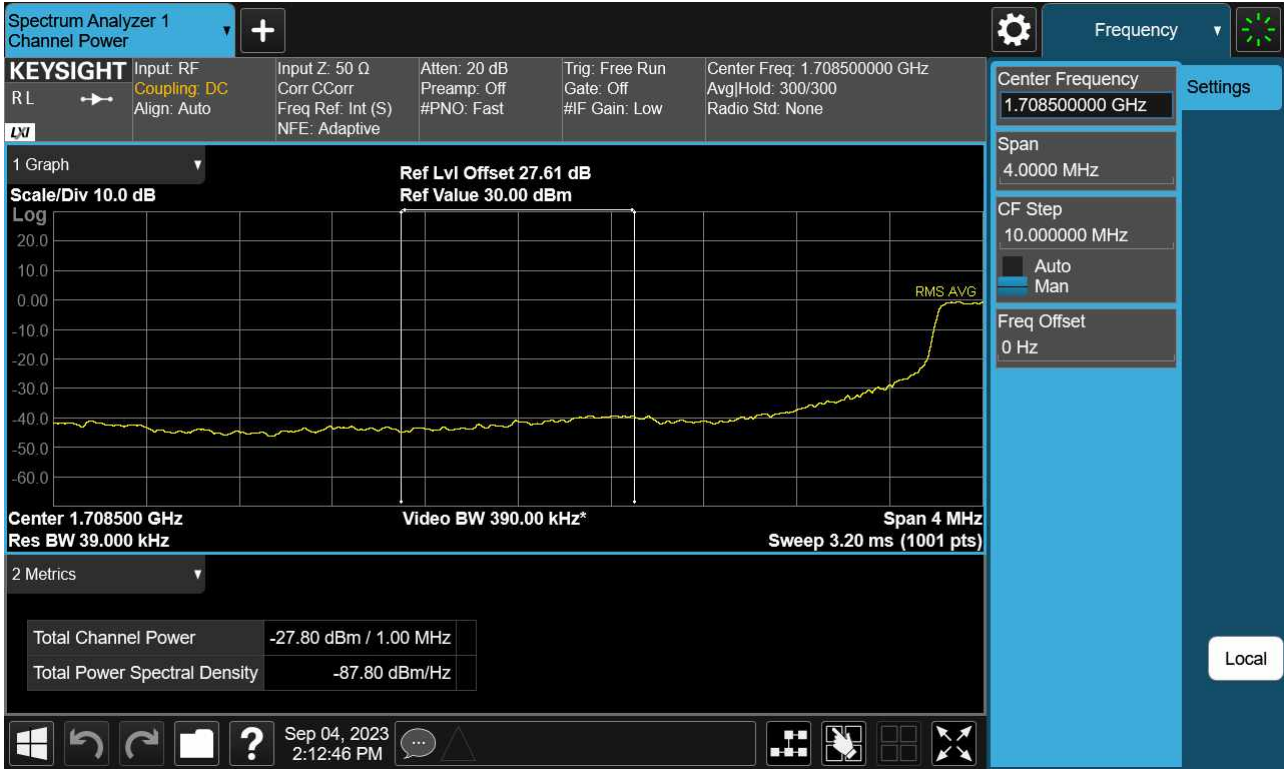 Spectrum Analyzer 1
Channel Power
Frequency
KEYSIGHT
R L
LXI
Input: RF
Coupling: DC
Align: Auto
Input Z: 50 Ω
Corr CCorr
Freq Ref: Int (S)
NFE: Adaptive
Atten: 20 dB
Preamp: Off
#PNO: Fast
Trig: Free Run
Gate: Off
#IF Gain: Low
Center Freq: 1.708500000 GHz
Avg|Hold: 300/300
Radio Std: None
Center Frequency
1.708500000 GHz
Settings
Span
4.0000 MHz
CF Step
10.000000 MHz
Auto
Man
Freq Offset
0 Hz
1 Graph
Scale/Div 10.0 dB
Ref Lvl Offset 27.61 dB
Ref Value 30.00 dBm
Log
20.0
10.0
0.00
-10.0
-20.0
-30.0
-40.0
-50.0
-60.0
RMS AVG
Center 1.708500 GHz
Video BW 390.00 kHz*
Span 4 MHz
Res BW 39.000 kHz
Sweep 3.20 ms (1001 pts)
2 Metrics
Total Channel Power -27.80 dBm / 1.00 MHz
Total Power Spectral Density -87.80 dBm/Hz
Local
?
Sep 04, 2023
2:12:46 PM